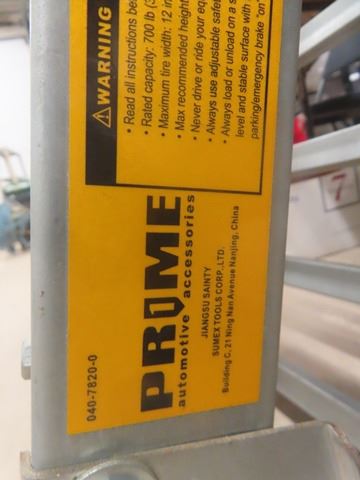 WARNING
• Read all instructions be
• Rated capacity: 700 lb (3
• Maximum tire width: 12 in
• Max recommended height
• Never drive or ride your eq
• Always use adjustable safet
• Always load or unload on a s
level and stable surface with
parking/emergency brake "on"
PRIME
automotive accessories
JIANGSU SAINTY
SUMEX TOOLS CORP.,LTD.
Building C, 21 Ning Nan Avenue Nanjing, China
040-7820-0
7